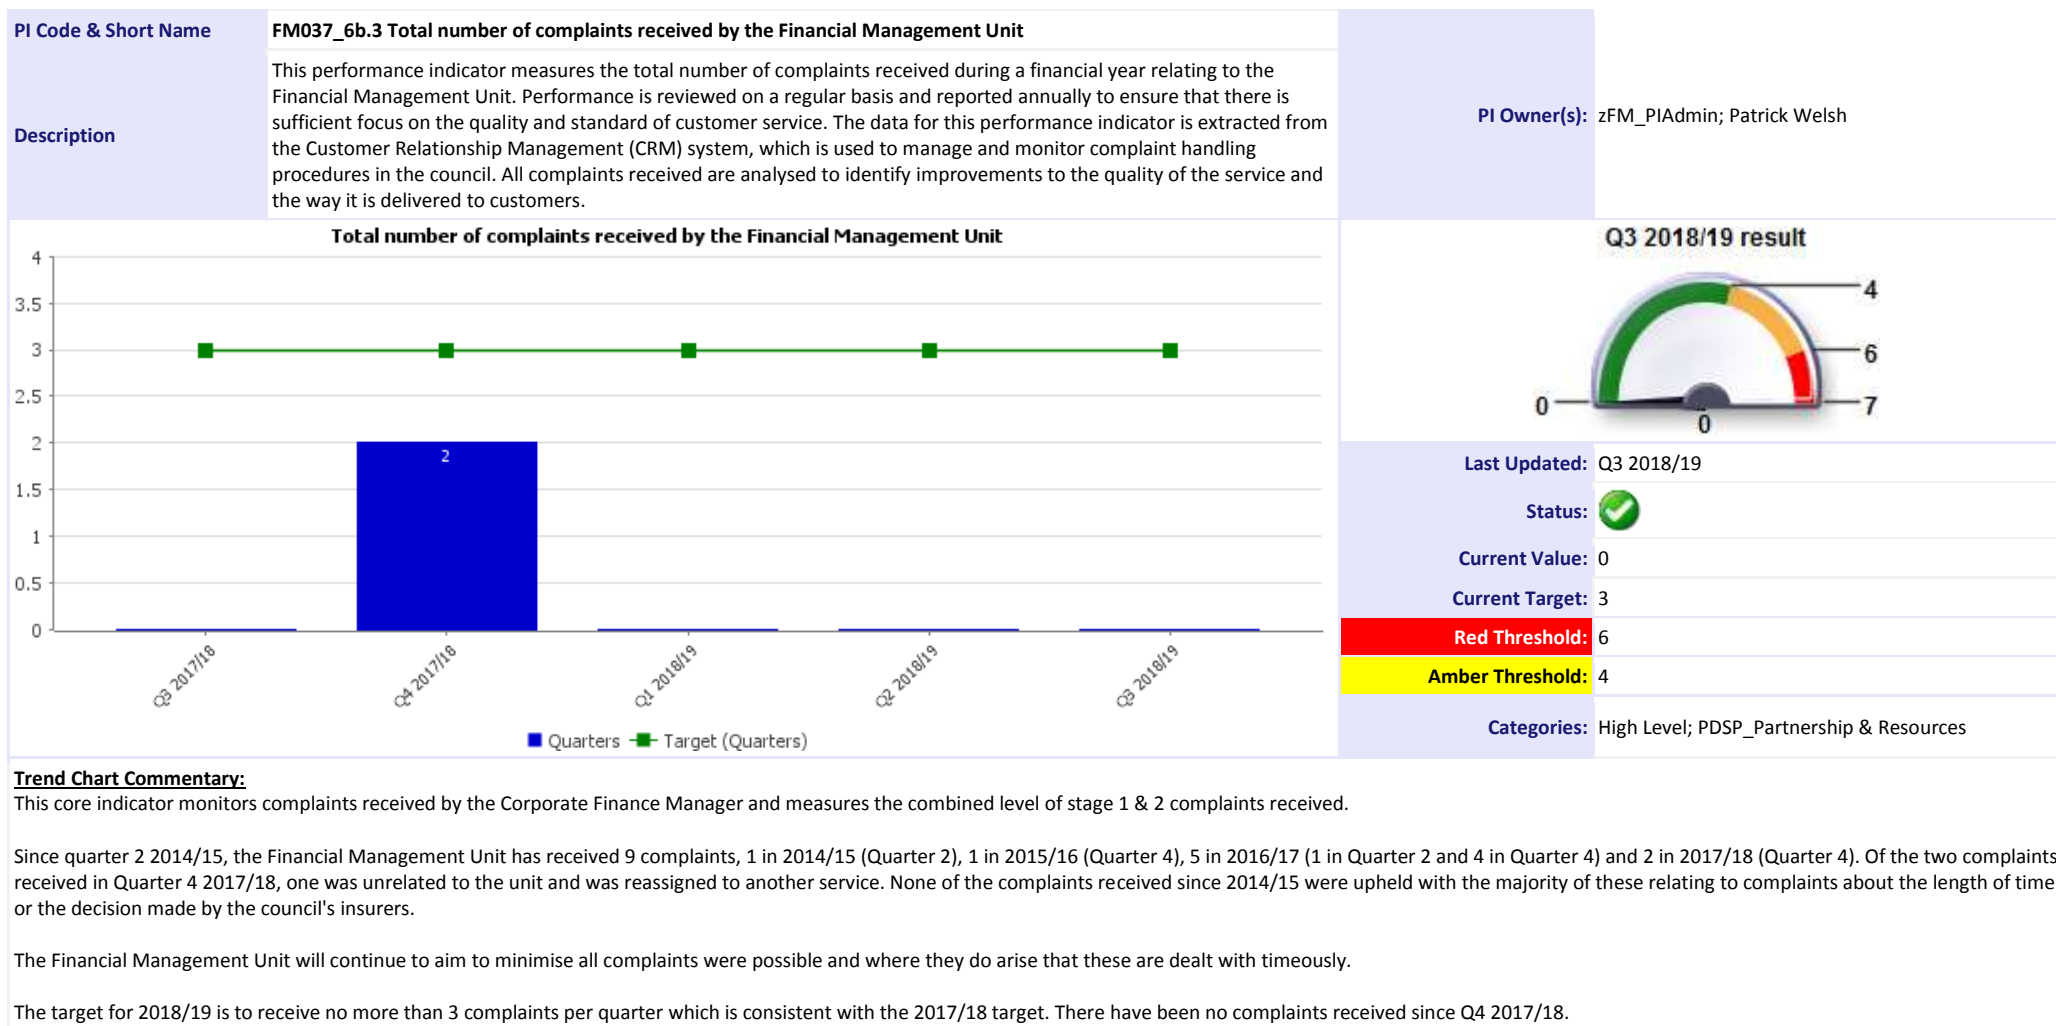 PI Code & Short Name
FM037_6b.3 Total number of complaints received by the Financial Management Unit
Description
This performance indicator measures the total number of complaints received during a financial year relating to the
Financial Management Unit. Performance is reviewed on a regular basis and reported annually to ensure that there is
sufficient focus on the quality and standard of customer service. The data for this performance indicator is extracted from
the Customer Relationship Management (CRM) system, which is used to manage and monitor complaint handling
procedures in the council. All complaints received are analysed to identify improvements to the quality of the service and
the way it is delivered to customers.
PI Owner(s): zFM_PIAdmin; Patrick Welsh
Total number of complaints received by the Financial Management Unit
4
3.5
3
2.5
2
1.5
1
0.5
0
2
Q3 2017/18
Q4 2017/18
Q1 2018/19
Q2 2018/19
Q3 2018/19
Quarters
Target (Quarters)
Q3 2018/19 result
4
6
0
7
0
Last Updated: Q3 2018/19
Status:
Current Value: 0
Current Target: 3
Red Threshold: 6
Amber Threshold: 4
Categories: High Level; PDSP_Partnership & Resources
Trend Chart Commentary:
This core indicator monitors complaints received by the Corporate Finance Manager and measures the combined level of stage 1 & 2 complaints received.
Since quarter 2 2014/15, the Financial Management Unit has received 9 complaints, 1 in 2014/15 (Quarter 2), 1 in 2015/16 (Quarter 4), 5 in 2016/17 (1 in Quarter 2 and 4 in Quarter 4) and 2 in 2017/18 (Quarter 4). Of the two complaints
received in Quarter 4 2017/18, one was unrelated to the unit and was reassigned to another service. None of the complaints received since 2014/15 were upheld with the majority of these relating to complaints about the length of time
or the decision made by the council's insurers.
The Financial Management Unit will continue to aim to minimise all complaints were possible and where they do arise that these are dealt with timeously.
The target for 2018/19 is to receive no more than 3 complaints per quarter which is consistent with the 2017/18 target. There have been no complaints received since Q4 2017/18.